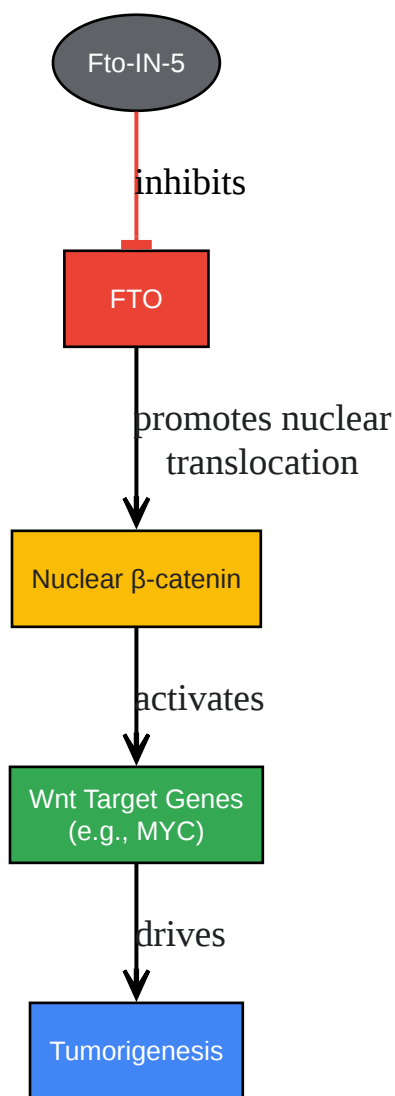 Fto-IN-5
inhibits
FTO
promotes nuclear
translocation
Nuclear β-catenin
activates
Wnt Target Genes
(e.g., MYC)
drives
Tumorigenesis